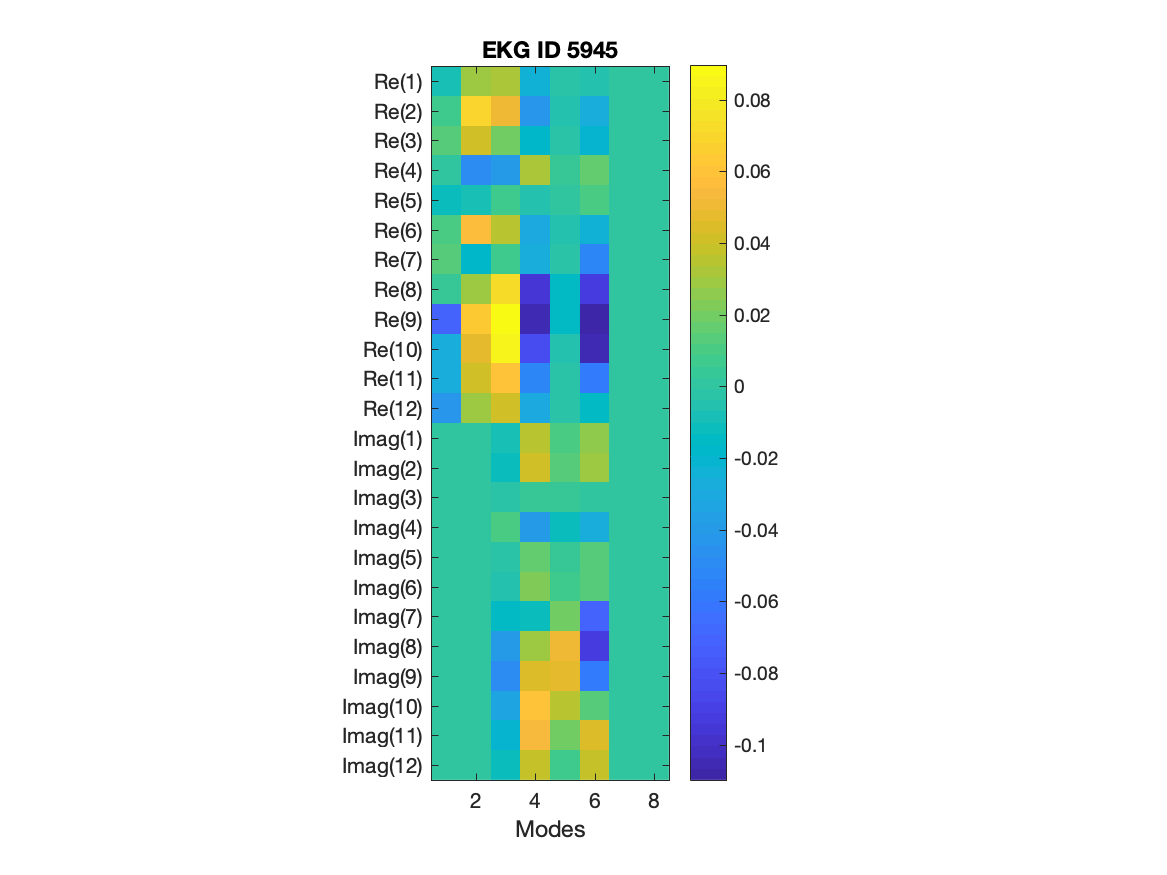 EKG ID 5945
Re(1)
Re(2)
Re(3)
Re(4)
Re(5)
Re(6)
Re(7)
Re(8)
Re(9)
Re(10)
Re(11)
Re(12)
Imag(1)
Imag(2)
Imag(3)
Imag(4)
Imag(5)
Imag(6)
Imag(7)
Imag(8)
Imag(9)
Imag(10)
Imag(11)
Imag(12)
2 4 6 8
Modes
0.08
0.06
0.04
0.02
0
-0.02
-0.04
-0.06
-0.08
-0.1